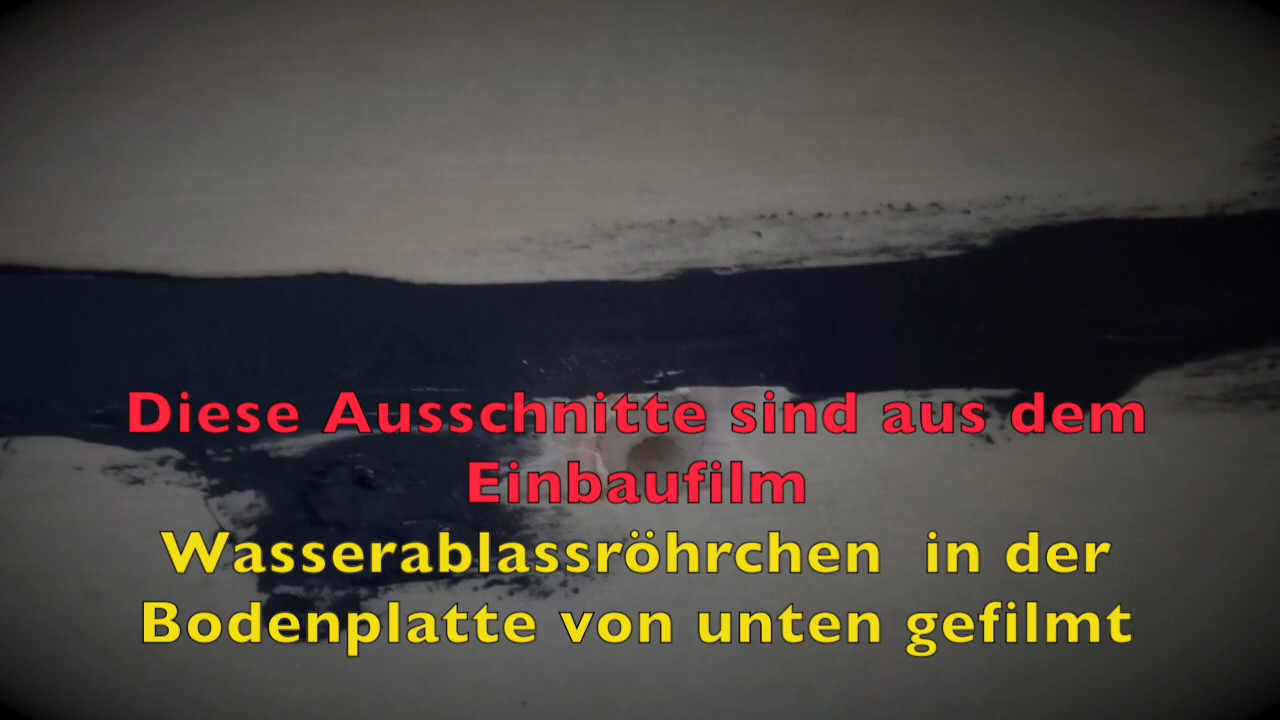 Diese Ausschnitte sind aus dem
Einbaufilm
Wasserablassröhrchen in der
Bodenplatte von unten gefilmt